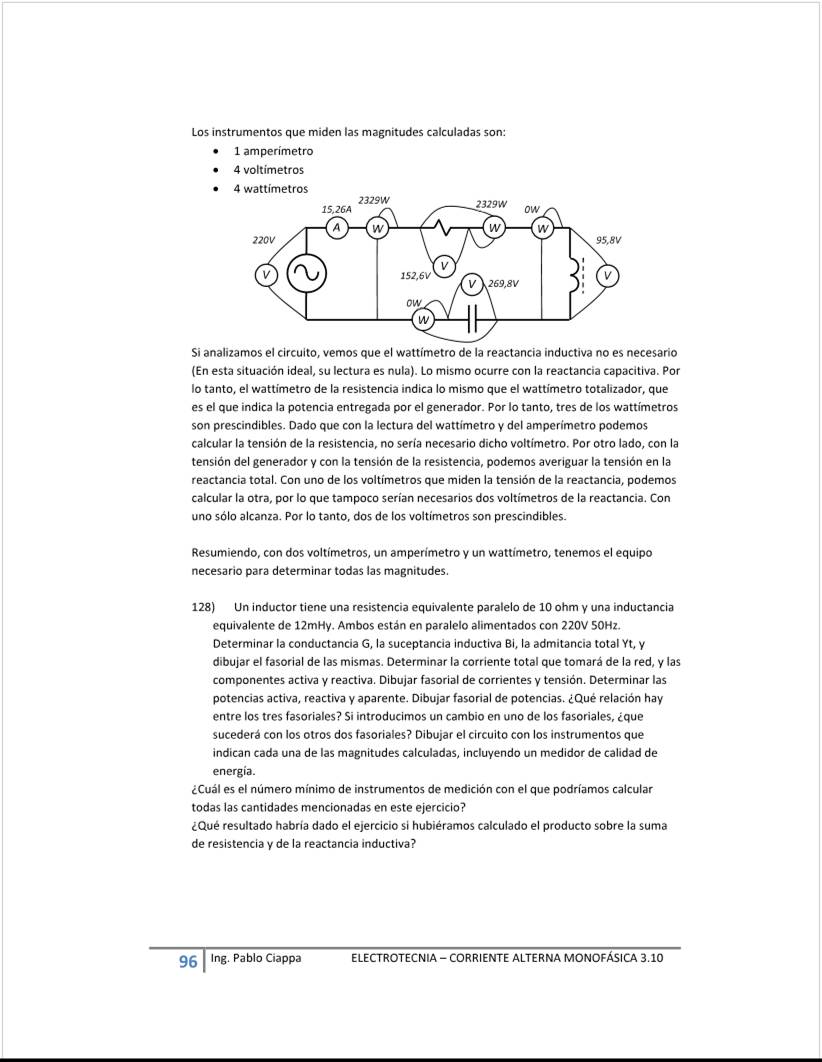 Los instrumentos que miden las magnitudes calculadas son:
• 1 amperímetro
• 4 voltímetros
• 4 wattímetros
2329W
2329W
0W
15,26A
A
W
W
W
220V
95,8V
V
V
152,6V
V
V
269,8V
0W
W
Si analizamos el circuito, vemos que el wattímetro de la reactancia inductiva no es necesario
(En esta situación ideal, su lectura es nula). Lo mismo ocurre con la reactancia capacitiva. Por
lo tanto, el wattímetro de la resistencia indica lo mismo que el wattímetro totalizador, que
es el que indica la potencia entregada por el generador. Por lo tanto, tres de los wattímetros
son prescindibles. Dado que con la lectura del wattímetro y del amperímetro podemos
calcular la tensión de la resistencia, no sería necesario dicho voltímetro. Por otro lado, con la
tensión del generador y con la tensión de la resistencia, podemos averiguar la tensión en la
reactancia total. Con uno de los voltímetros que miden la tensión de la reactancia, podemos
calcular la otra, por lo que tampoco serían necesarios dos voltímetros de la reactancia. Con
uno sólo alcanza. Por lo tanto, dos de los voltímetros son prescindibles.
Resumiendo, con dos voltímetros, un amperímetro y un wattímetro, tenemos el equipo
necesario para determinar todas las magnitudes.
128) Un inductor tiene una resistencia equivalente paralelo de 10 ohm y una inductancia
equivalente de 12mHy. Ambos están en paralelo alimentados con 220V 50Hz.
Determinar la conductancia G, la suceptancia inductiva Bi, la admitancia total Yt, y
dibujar el fasorial de las mismas. Determinar la corriente total que tomará de la red, y las
componentes activa y reactiva. Dibujar fasorial de corrientes y tensión. Determinar las
potencias activa, reactiva y aparente. Dibujar fasorial de potencias. ¿Qué relación hay
entre los tres fasoriales? Si introducimos un cambio en uno de los fasoriales, ¿que
sucederá con los otros dos fasoriales? Dibujar el circuito con los instrumentos que
indican cada una de las magnitudes calculadas, incluyendo un medidor de calidad de
energía.
¿Cuál es el número mínimo de instrumentos de medición con el que podríamos calcular
todas las cantidades mencionadas en este ejercicio?
¿Qué resultado habría dado el ejercicio si hubiéramos calculado el producto sobre la suma
de resistencia y de la reactancia inductiva?
96 Ing. Pablo Ciappa ELECTROTECNIA – CORRIENTE ALTERNA MONOFÁSICA 3.10